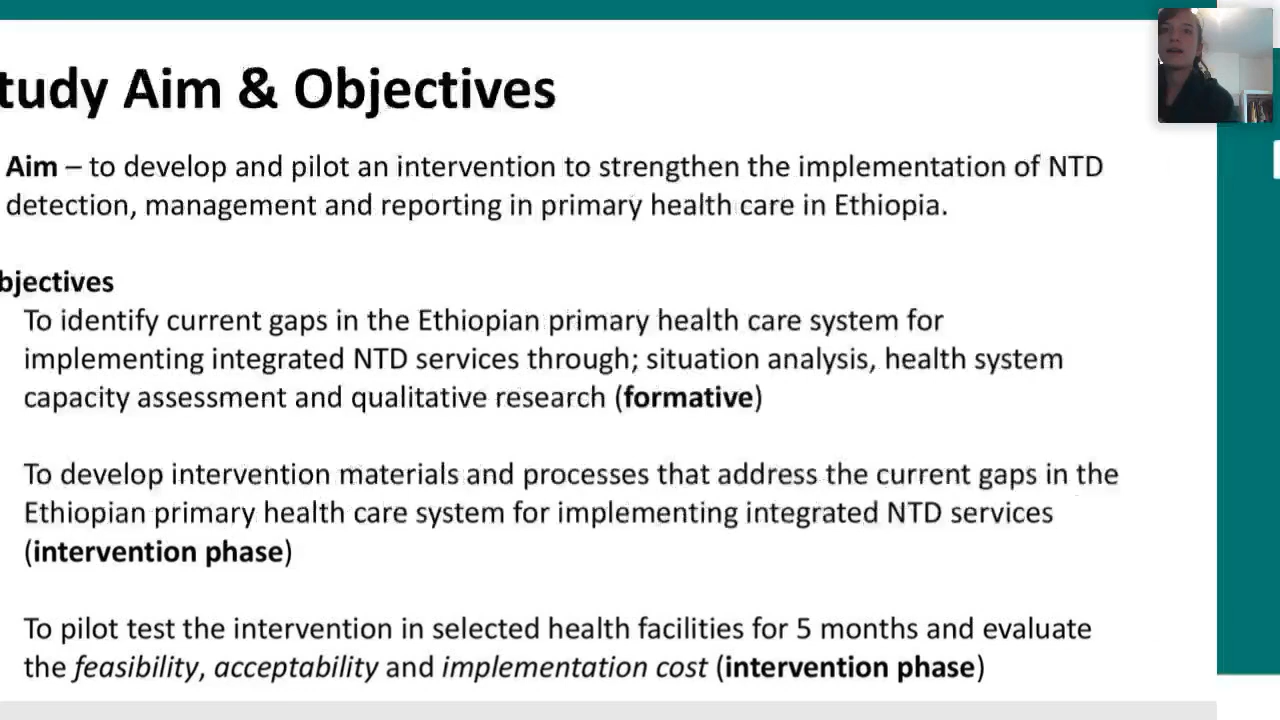 tudy Aim & Objectives
Aim – to develop and pilot an intervention to strengthen the implementation of NTD
detection, management and reporting in primary health care in Ethiopia.
bjectives
To identify current gaps in the Ethiopian primary health care system for
implementing integrated NTD services through; situation analysis, health system
capacity assessment and qualitative research (formative)
To develop intervention materials and processes that address the current gaps in the
Ethiopian primary health care system for implementing integrated NTD services
(intervention phase)
To pilot test the intervention in selected health facilities for 5 months and evaluate
the feasibility, acceptability and implementation cost (intervention phase)